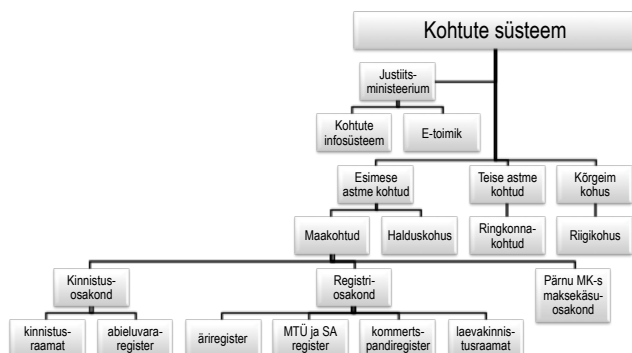 Kohtute süsteem
Justiits-
ministeerium
Kohtute
infosüsteem
E-toimik
Esimese
astme kohtud
Teise astme
kohtud
Kõrgeim
kohus
Maakohtud
Halduskohus
Ringkonna-
kohtud
Riigikohus
Kinnistus-
osakond
Registri-
osakond
Pärnu MK-s
maksekäsu-
osakond
kinnistus-
raamat
abieluvara-
register
äriregister
MTÜ ja SA
register
kommerts-
pandiregister
laevakinnis-
tusraamat